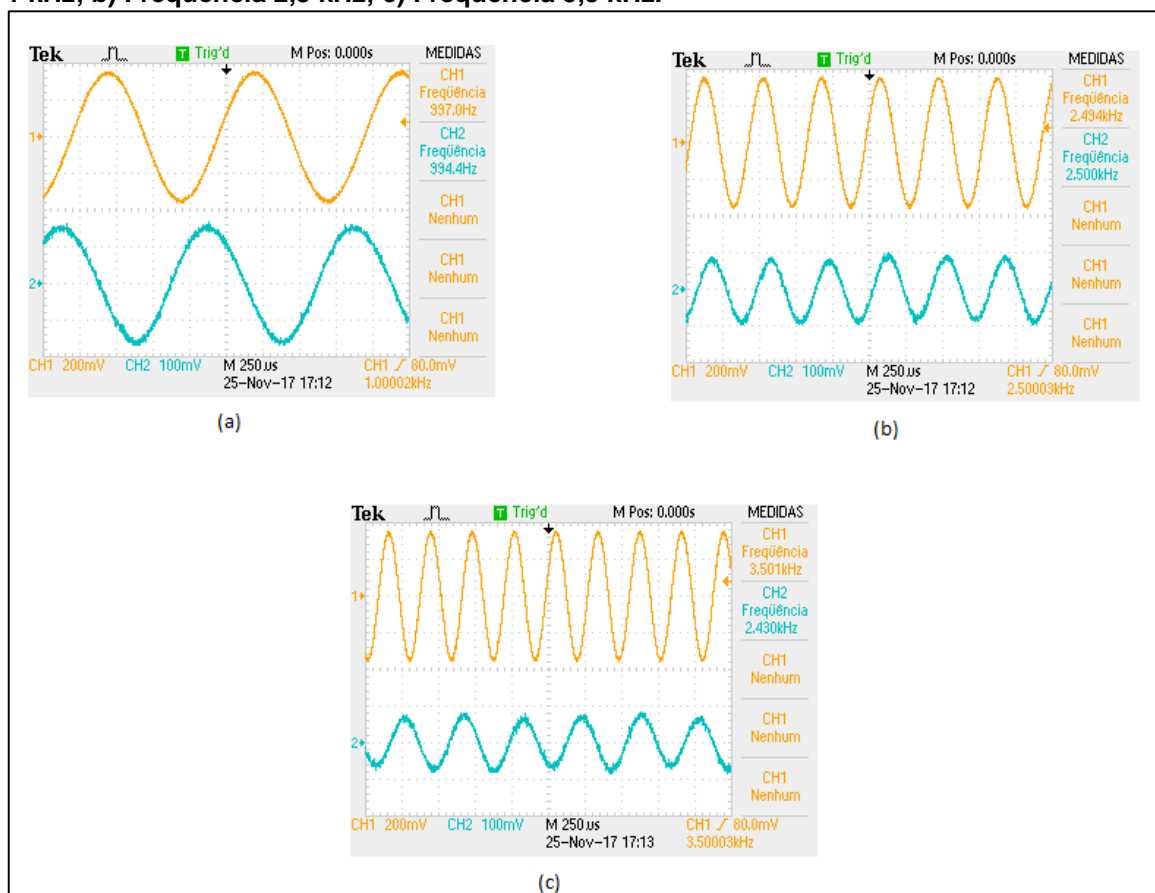 1 kHz; b) Frequência 2,5 kHz; c) Frequência 3,5 kHz.
Tek
T Trig'd
M Pos: 0.000s
MEDIDAS
CH1
Freqüência
997.0Hz
CH2
Freqüência
994.4Hz
CH1
Nenhum
CH1
Nenhum
CH1
Nenhum
1
2
CH1 200mV CH2 100mV M 250us CH1 80.0mV
25-Nov-17 17:12 1.00002kHz
(a)
Tek
T Trig'd
M Pos: 0.000s
MEDIDAS
CH1
Freqüência
2.494kHz
CH2
Freqüência
2.500kHz
CH1
Nenhum
CH1
Nenhum
CH1
Nenhum
1
2
CH1 200mV CH2 100mV M 250us CH1 80.0mV
25-Nov-17 17:12 2.50003kHz
(b)
Tek
T Trig'd
M Pos: 0.000s
MEDIDAS
CH1
Freqüência
3.501kHz
CH2
Freqüência
2.430kHz
CH1
Nenhum
CH1
Nenhum
CH1
Nenhum
1
2
CH1 200mV CH2 100mV M 250us CH1 80.0mV
25-Nov-17 17:13 3.50003kHz
(c)